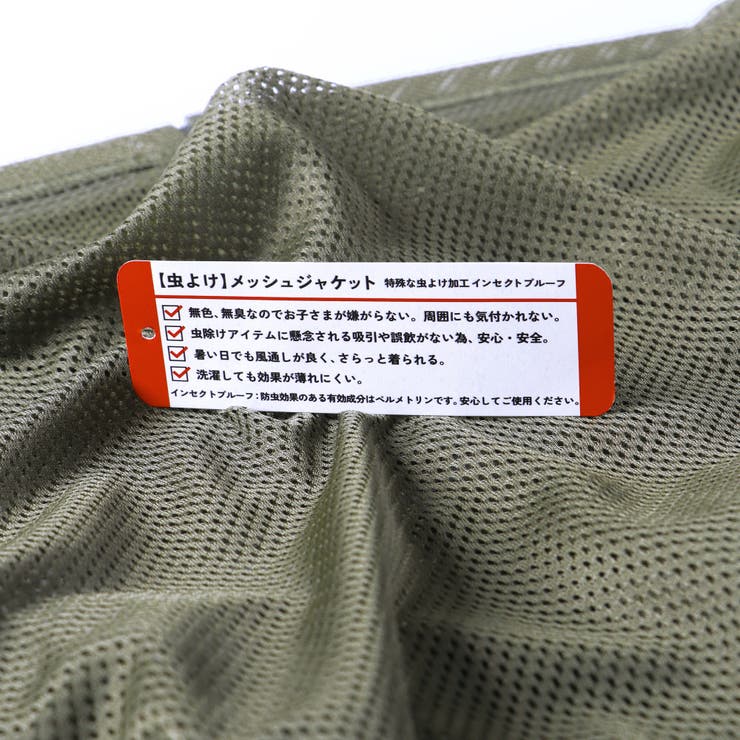 【虫よけ】メッシュジャケット 特殊な虫よけ加工インセクトプルーフ
無色、無臭なのでお子さまが嫌がらない。周囲にも気付かれない。
虫除けアイテムに懸念される吸引や誤飲がない為、安心・安全。
暑い日でも風通しが良く、さらっと着られる。
洗濯しても効果が薄れにくい。
インセクトプルーフ：防虫効果のある有効成分はペルメトリンです。安心してご使用ください。